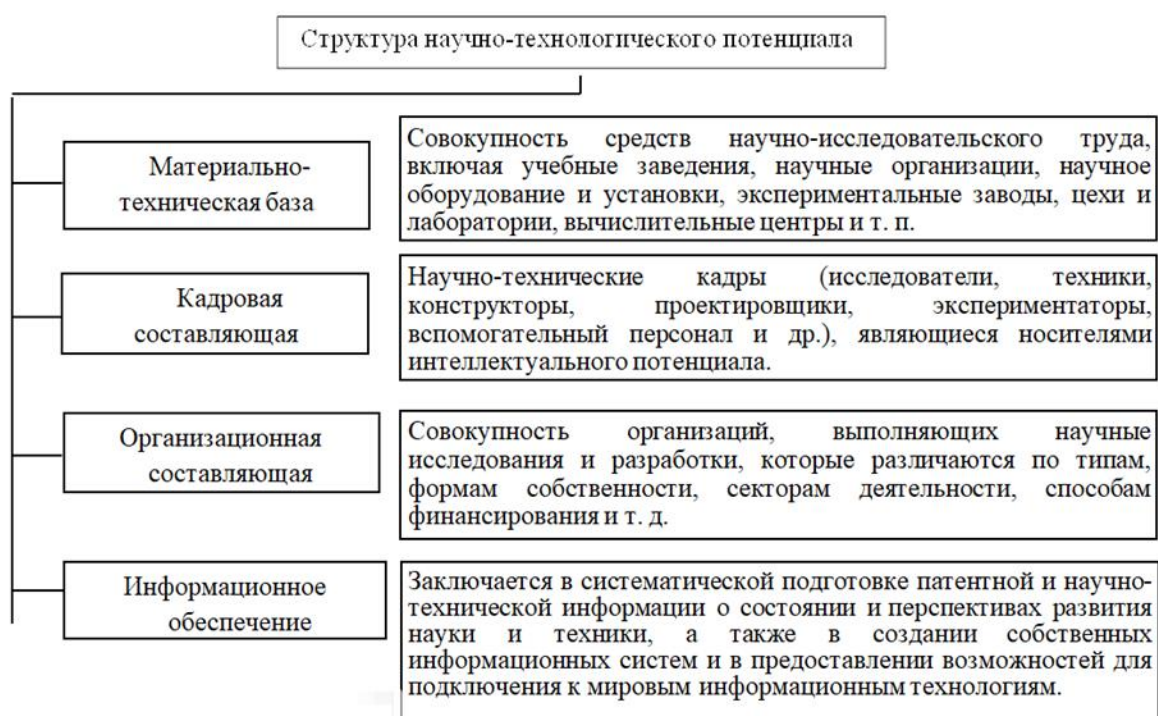 Структура научно-технологического потенциала
Материально-
техническая база
Совокупность средств научно-исследовательского труда,
включая учебные заведения, научные организации, научное
оборудование и установки, экспериментальные заводы, цехи и
лаборатории, вычислительные центры и т. п.
Кадровая
составляющая
Научно-технические кадры (исследователи, техники,
конструкторы, проектировщики, экспериментаторы,
вспомогательный персонал и др.), являющиеся носителями
интеллектуального потенциала.
Организационная
составляющая
Совокупность организаций, выполняющих научные
исследования и разработки, которые различаются по типам,
формам собственности, секторам деятельности, способам
финансирования и т. д.
Информационное
обеспечение
Заключается в систематической подготовке патентной и научно-
технической информации о состоянии и перспективах развития
науки и техники, а также в создании собственных
информационных систем и в предоставлении возможностей для
подключения к мировым информационным технологиям.